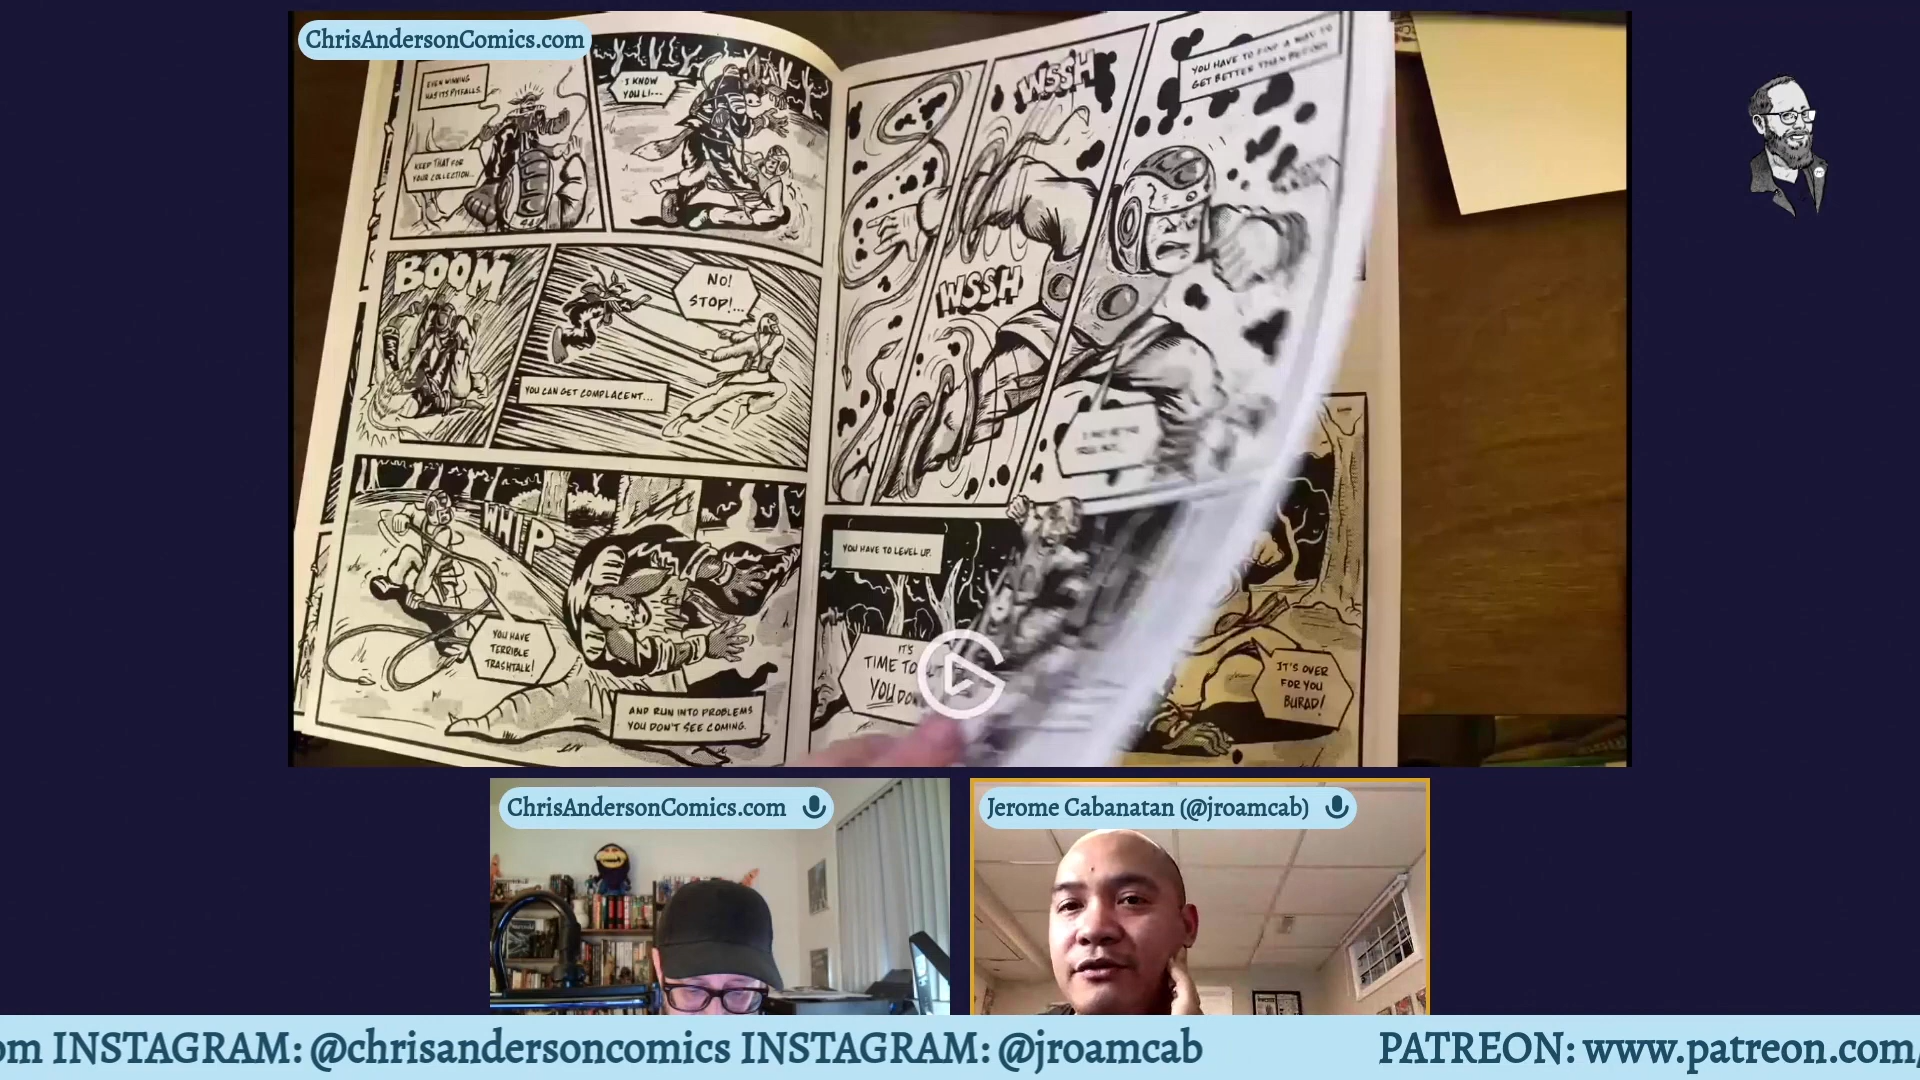 ChrisAndersonComics.com
EVEN WINNING
HAS ITS PITFALLS.
KEEP THAT FOR
YOUR COLLECTION...
I KNOW
YOU LI---
BOOM
NO!
STOP!...
YOU CAN GET COMPLACENT...
WHIP
YOU HAVE
TERRIBLE
TRASHTALK!
AND RUN INTO PROBLEMS
YOU DON'T SEE COMING.
WSSH
WSSH
YOU HAVE TO FIND A WAY TO
GET BETTER THAN BEFORE.
YOU HAVE TO LEVEL UP.
IT'S
TIME TO
YOU
IT'S OVER
FOR YOU
BURAD!
ChrisAndersonComics.com
Jerome Cabanatan (@jroamcab)
om INSTAGRAM: @chrisandersoncomics INSTAGRAM: @jroamcab PATREON: www.patreon.com/